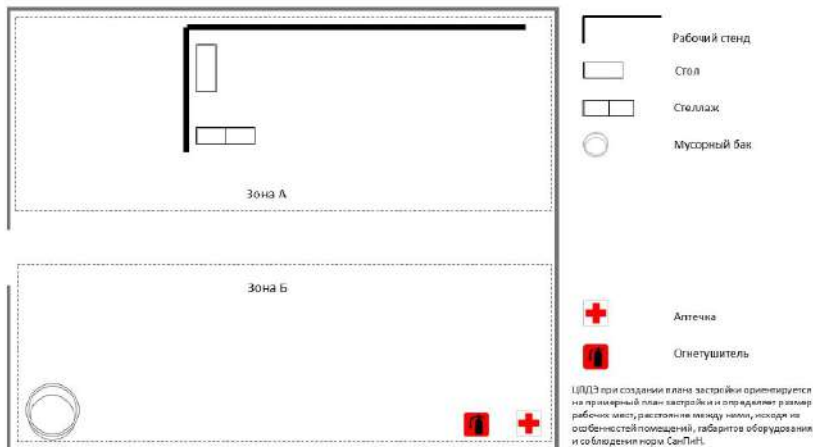 Зона А
Зона Б
Рабочий стенд
Стол
Стеллаж
Мусорный бак
Аптечка
Огнетушитель
ЦПДЭ при создании плана застройки ориентируется
на примерный план застройки и определяет размер
рабочих мест, расстояние между ними, исходя из
особенностей помещений, габаритов оборудования
и соблюдения норм СанПиН.